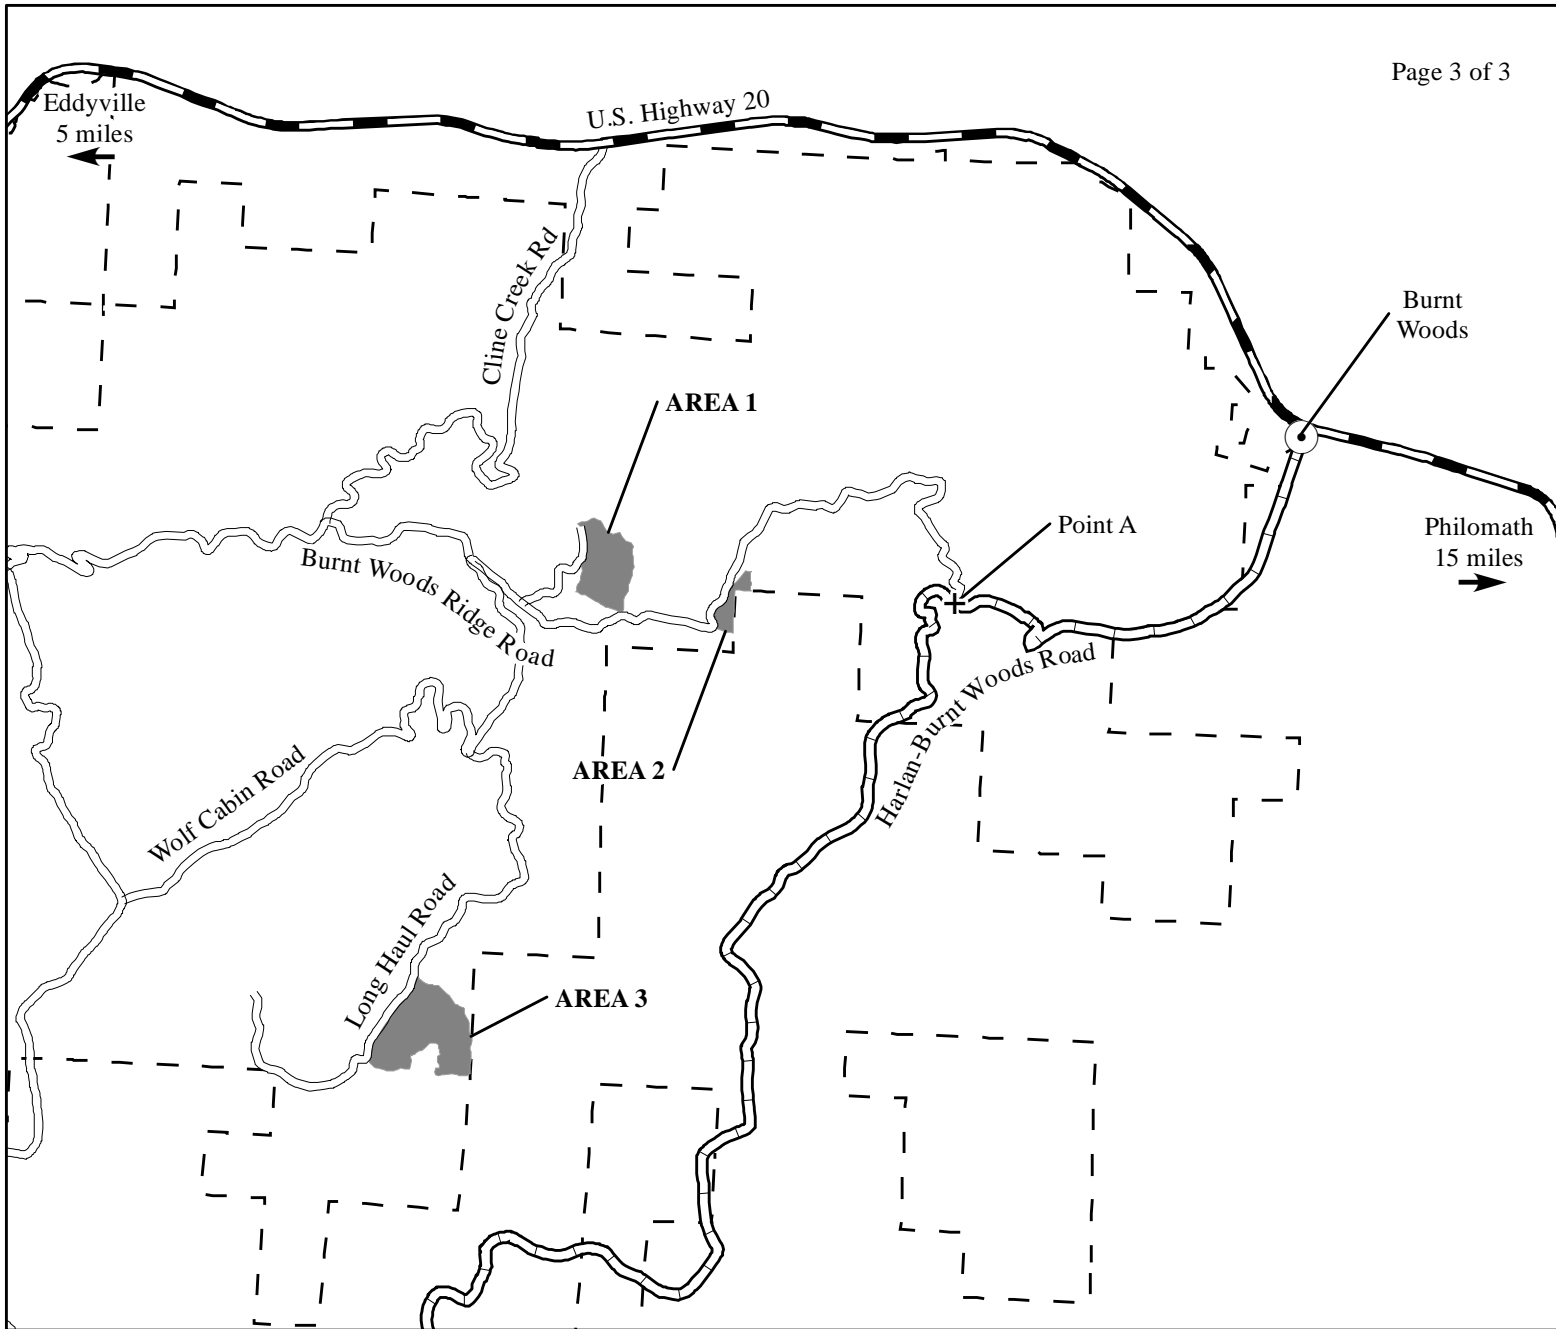 Page 3 of 3
Eddyville
5 miles
U.S. Highway 20
Cline Creek Rd
Burnt
Woods
AREA 1
Point A
Philomath
15 miles
Burnt Woods Ridge Road
Harlan-Burnt Woods Road
AREA 2
Wolf Cabin Road
Long Haul Road
AREA 3